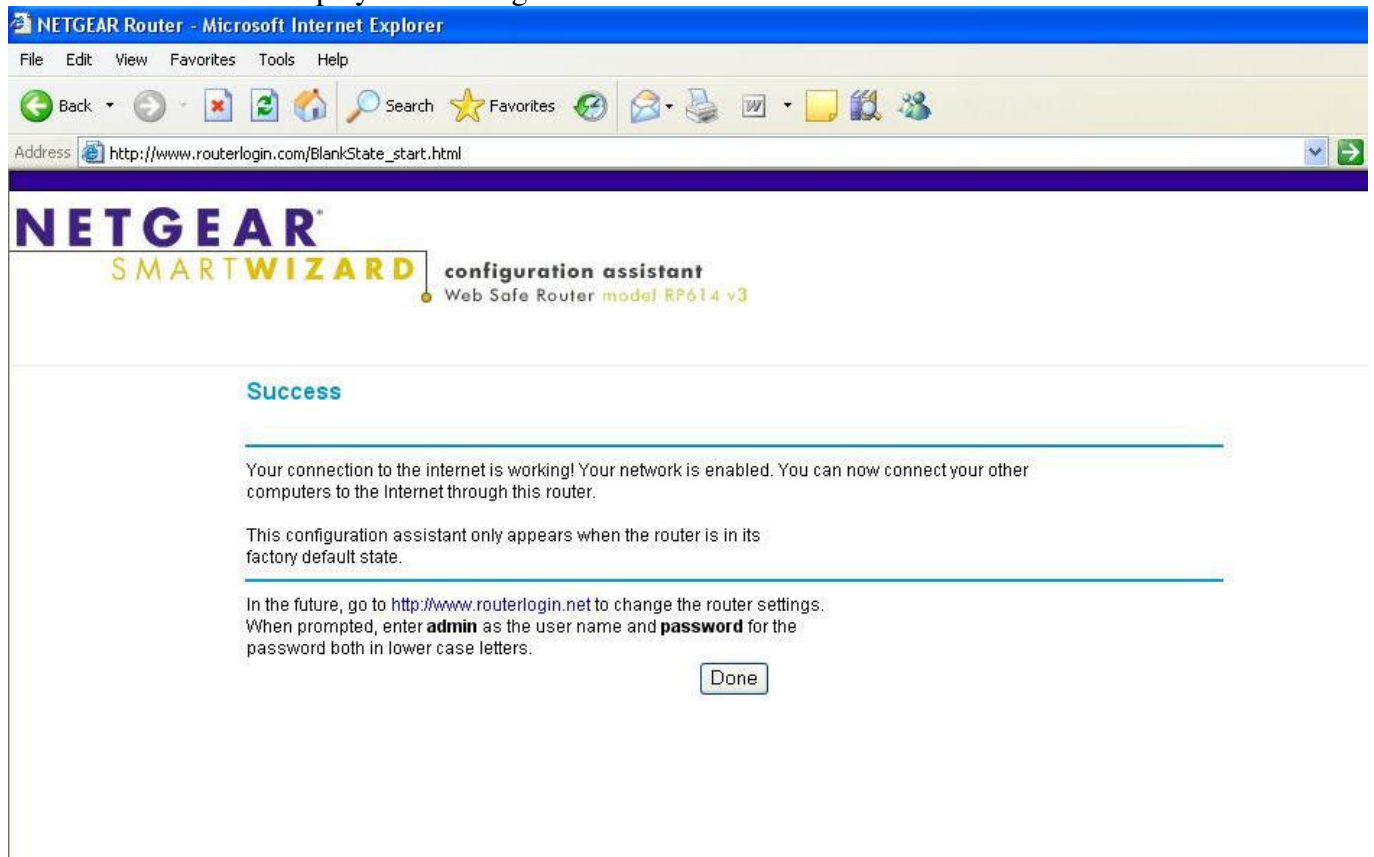 NETGEAR Router - Microsoft Internet Explorer
File Edit View Favorites Tools Help
Back Search Favorites
Address http://www.routerlogin.com/BlankState_start.html
NETGEAR
SMARTWIZARD configuration assistant
Web Safe Router model RP614 v3
Success
Your connection to the internet is working! Your network is enabled. You can now connect your other
computers to the Internet through this router.
This configuration assistant only appears when the router is in its
factory default state.
In the future, go to http://www.routerlogin.net to change the router settings.
When prompted, enter admin as the user name and password for the
password both in lower case letters.
Done